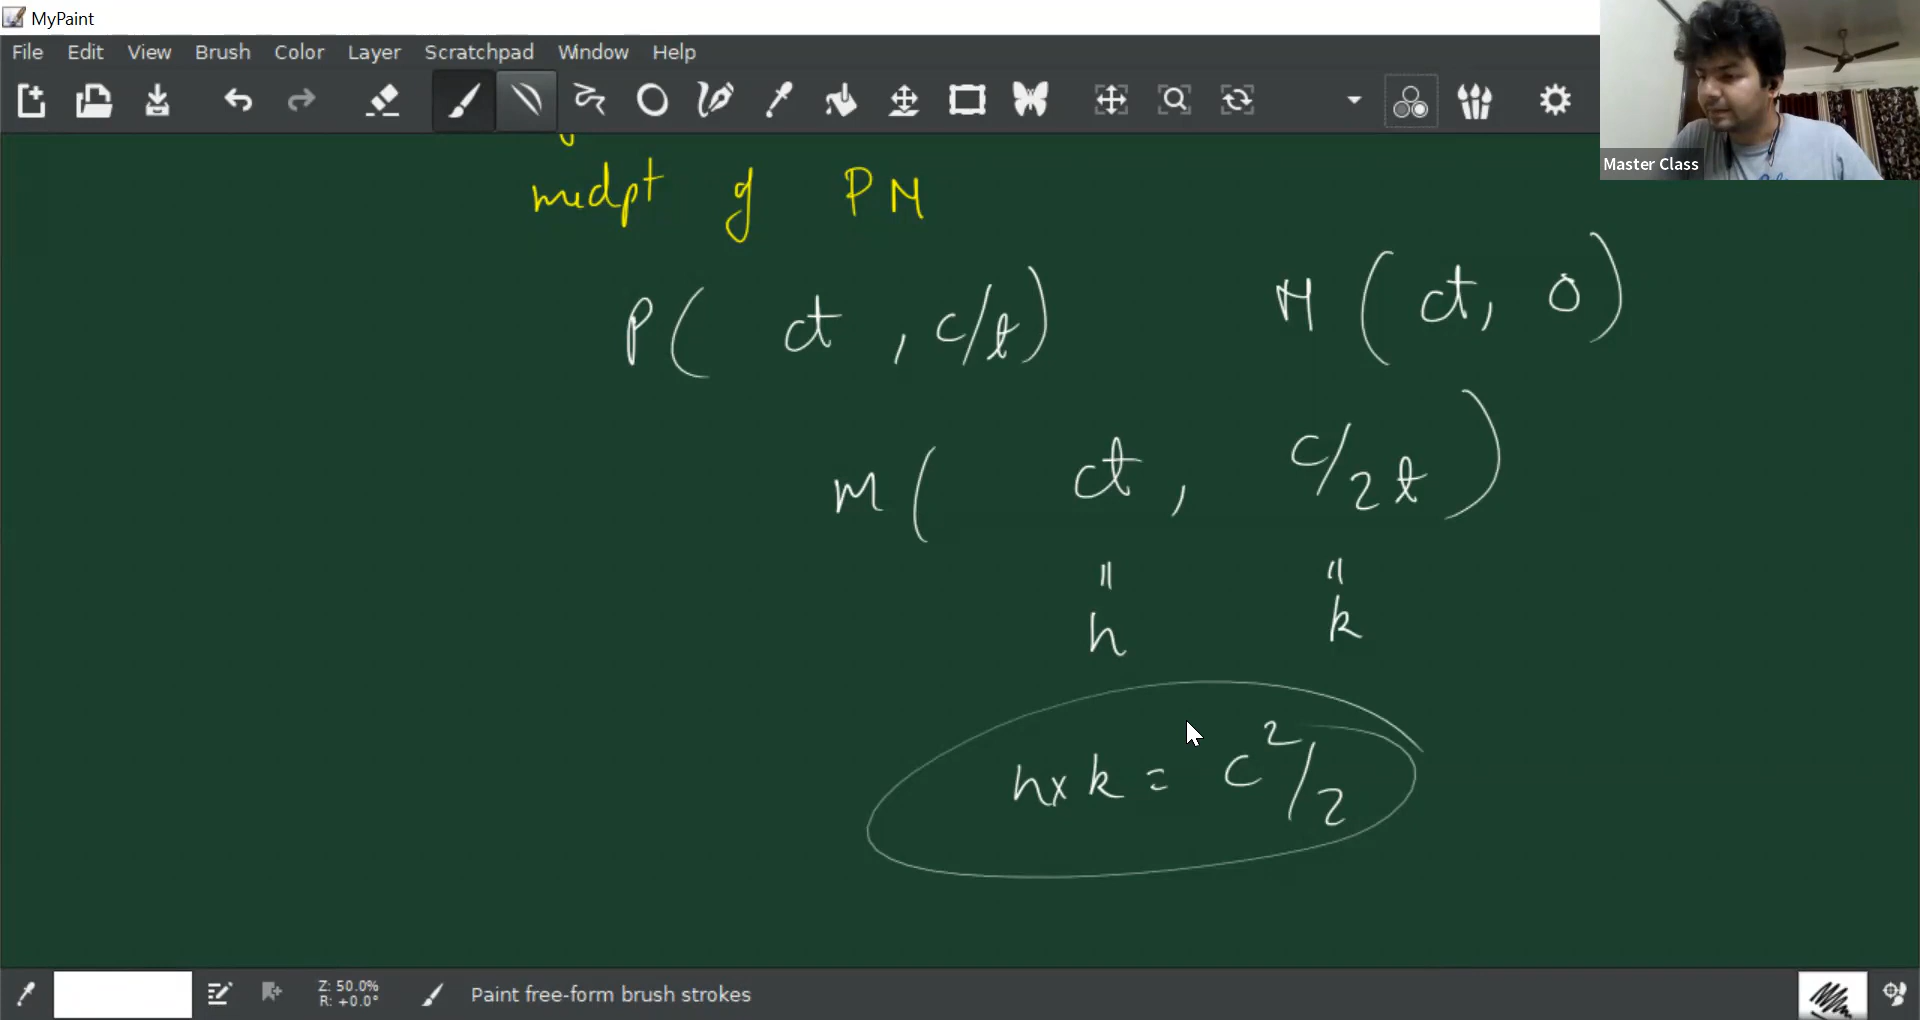 MyPaint
File Edit View Brush Color Layer Scratchpad Window Help
Master Class
midpt of PN
P( ct , c/t) N ( ct, 0 )
M( ct , c/2t )
= =
h k
h x k = c²/2
Z: 50.0%
R: +0.0°
Paint free-form brush strokes